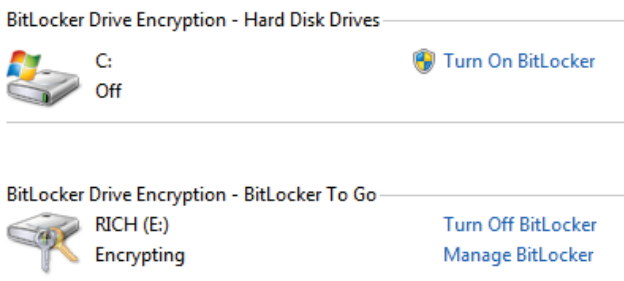 BitLocker Drive Encryption - Hard Disk Drives
C:
Turn On BitLocker
Off
BitLocker Drive Encryption - BitLocker To Go
RICH (E:)
Turn Off BitLocker
Encrypting
Manage BitLocker